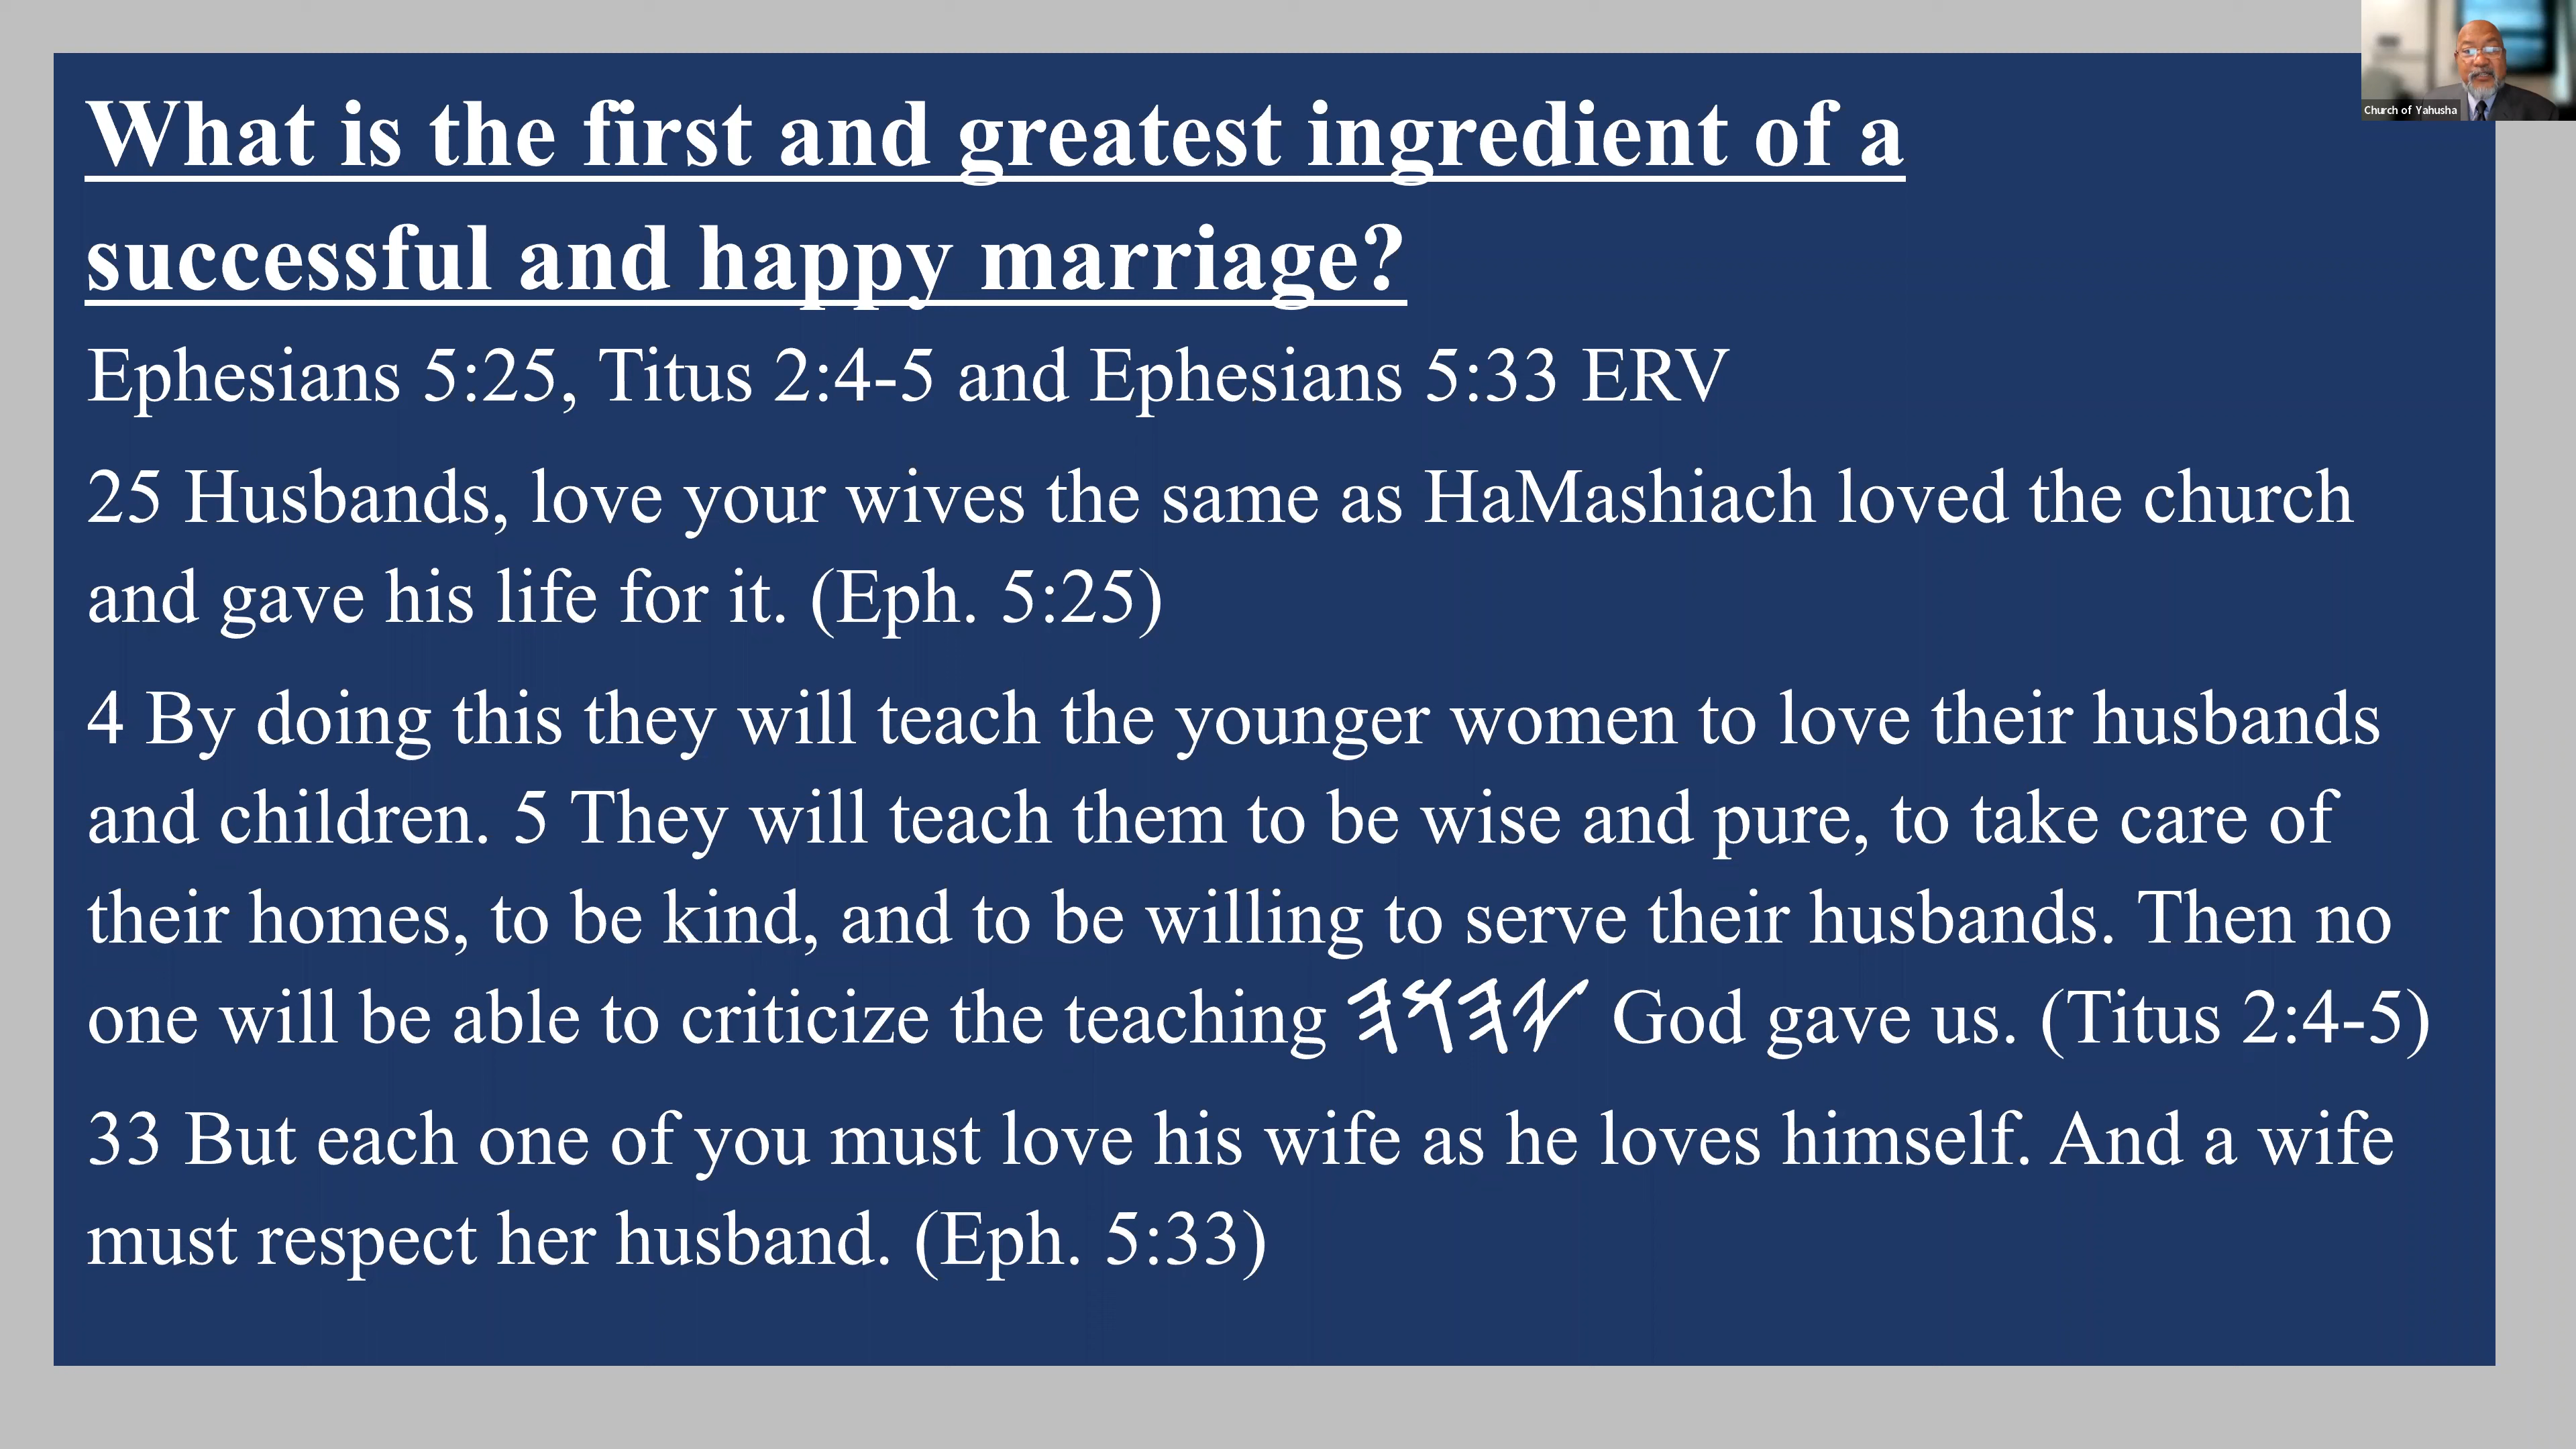 What is the first and greatest ingredient of a
successful and happy marriage?
Ephesians 5:25, Titus 2:4-5 and Ephesians 5:33 ERV
25 Husbands, love your wives the same as HaMashiach loved the church
and gave his life for it. (Eph. 5:25)
4 By doing this they will teach the younger women to love their husbands
and children. 5 They will teach them to be wise and pure, to take care of
their homes, to be kind, and to be willing to serve their husbands. Then no
one will be able to criticize the teaching 𐤉𐤄𐤅𐤄 God gave us. (Titus 2:4-5)
33 But each one of you must love his wife as he loves himself. And a wife
must respect her husband. (Eph. 5:33)
Church of Yahusha